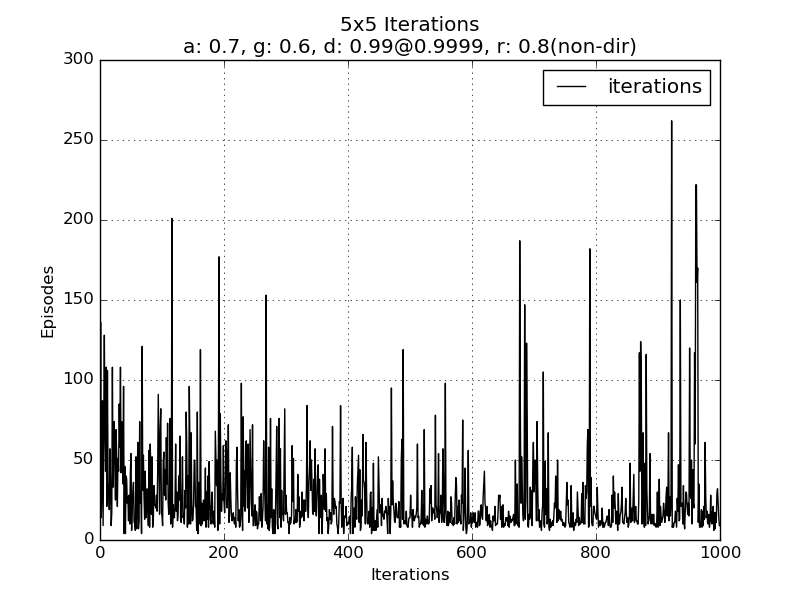 5x5 Iterations
a: 0.7, g: 0.6, d: 0.99@0.9999, r: 0.8(non-dir)
iterations
300
250
200
150
100
50
0
Episodes
0 200 400 600 800 1000
Iterations